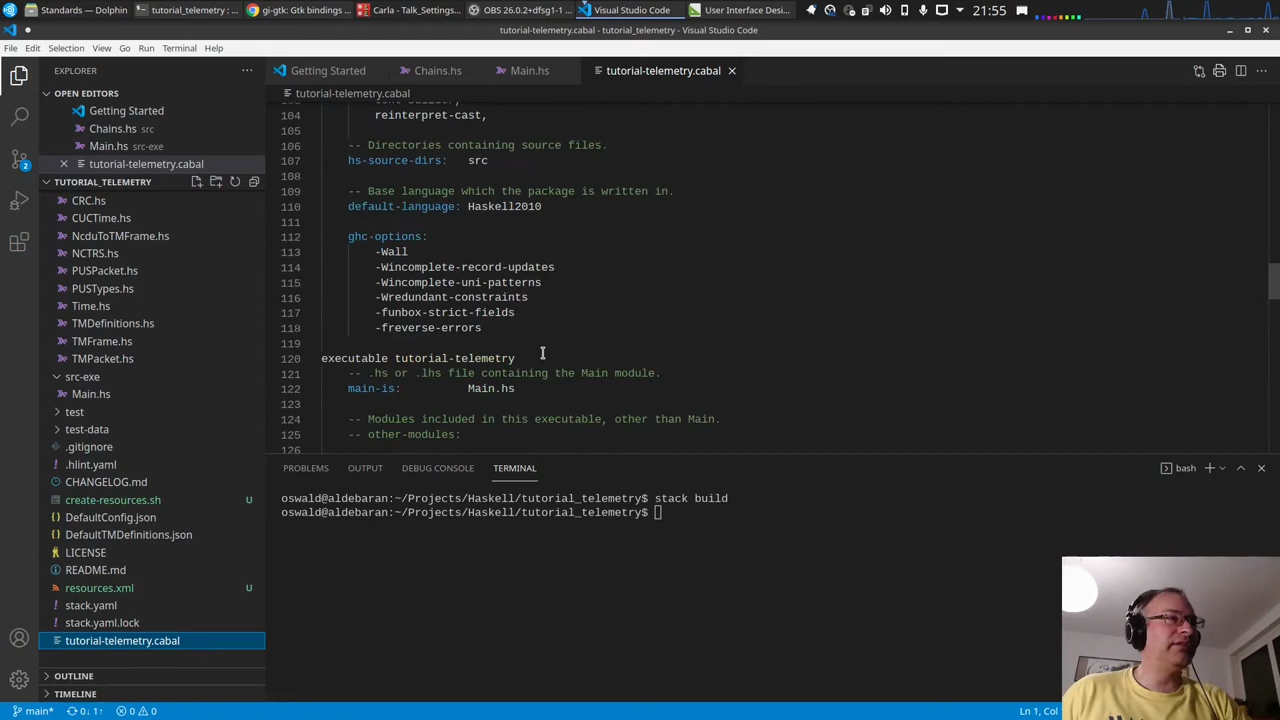 Standards — Dolphin
tutorial_telemetry : ...
gi-gtk: Gtk bindings ...
Carla - Talk_Settings...
OBS 26.0.2+dfsg1-1 ...
Visual Studio Code
User Interface Desig...
21:55
tutorial-telemetry.cabal - tutorial_telemetry - Visual Studio Code
File Edit Selection View Go Run Terminal Help
EXPLORER
OPEN EDITORS
Getting Started
Chains.hs src
Main.hs src-exe
tutorial-telemetry.cabal
TUTORIAL_TELEMETRY
CRC.hs
CUCTime.hs
NcduToTMFrame.hs
NCTRS.hs
PUSPacket.hs
PUSTypes.hs
Time.hs
TMDefinitions.hs
TMFrame.hs
TMPacket.hs
src-exe
Main.hs
test
test-data
.gitignore
.hlint.yaml
CHANGELOG.md
create-resources.sh U
DefaultConfig.json
DefaultTMDefinitions.json
LICENSE
README.md
resources.xml U
stack.yaml
stack.yaml.lock
tutorial-telemetry.cabal
OUTLINE
TIMELINE
2
Getting Started
Chains.hs
Main.hs
tutorial-telemetry.cabal
tutorial-telemetry.cabal
104 reinterpret-cast,
105
106 -- Directories containing source files.
107 hs-source-dirs: src
108
109 -- Base language which the package is written in.
110 default-language: Haskell2010
111
112 ghc-options:
113 -Wall
114 -Wincomplete-record-updates
115 -Wincomplete-uni-patterns
116 -Wredundant-constraints
117 -funbox-strict-fields
118 -freverse-errors
119
120 executable tutorial-telemetry
121 -- .hs or .lhs file containing the Main module.
122 main-is: Main.hs
123
124 -- Modules included in this executable, other than Main.
125 -- other-modules:
126
PROBLEMS OUTPUT DEBUG CONSOLE TERMINAL
bash
oswald@aldebaran:~/Projects/Haskell/tutorial_telemetry$ stack build
oswald@aldebaran:~/Projects/Haskell/tutorial_telemetry$
main* 0↓ 1↑ 0 0
Ln 1, Col